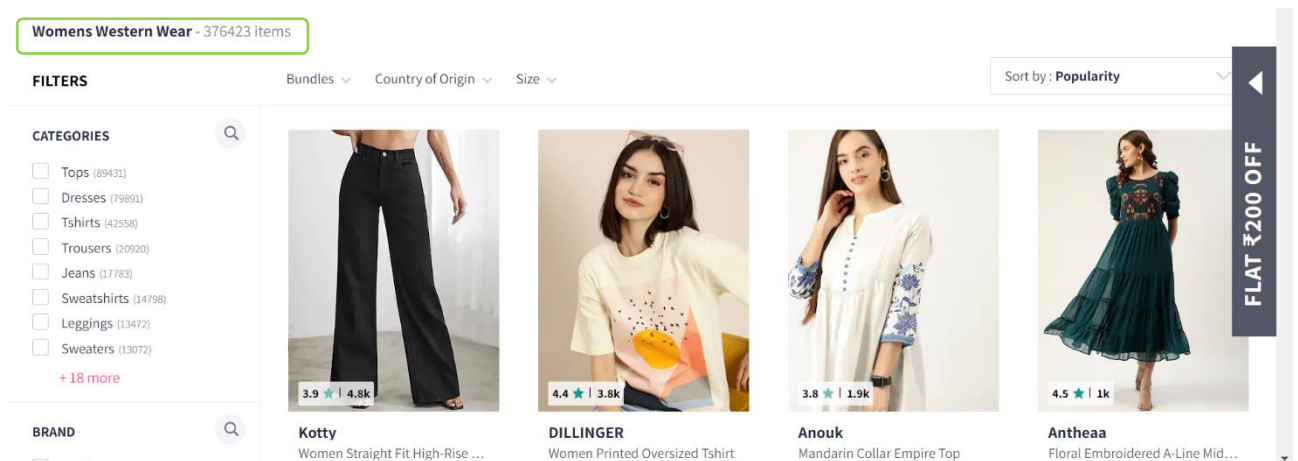 Womens Western Wear - 376423 items
FILTERS
Bundles
Country of Origin
Size
Sort by : Popularity
CATEGORIES
Tops (89431)
Dresses (79891)
Tshirts (42558)
Trousers (20920)
Jeans (17783)
Sweatshirts (14798)
Leggings (13472)
Sweaters (13072)
+ 18 more
BRAND
3.9 ★ | 4.8k
Kotty
Women Straight Fit High-Rise ...
4.4 ★ | 3.8k
DILLINGER
Women Printed Oversized Tshirt
3.8 ★ | 1.9k
Anouk
Mandarin Collar Empire Top
4.5 ★ | 1k
Antheaa
Floral Embroidered A-Line Mid...
FLAT ₹200 OFF